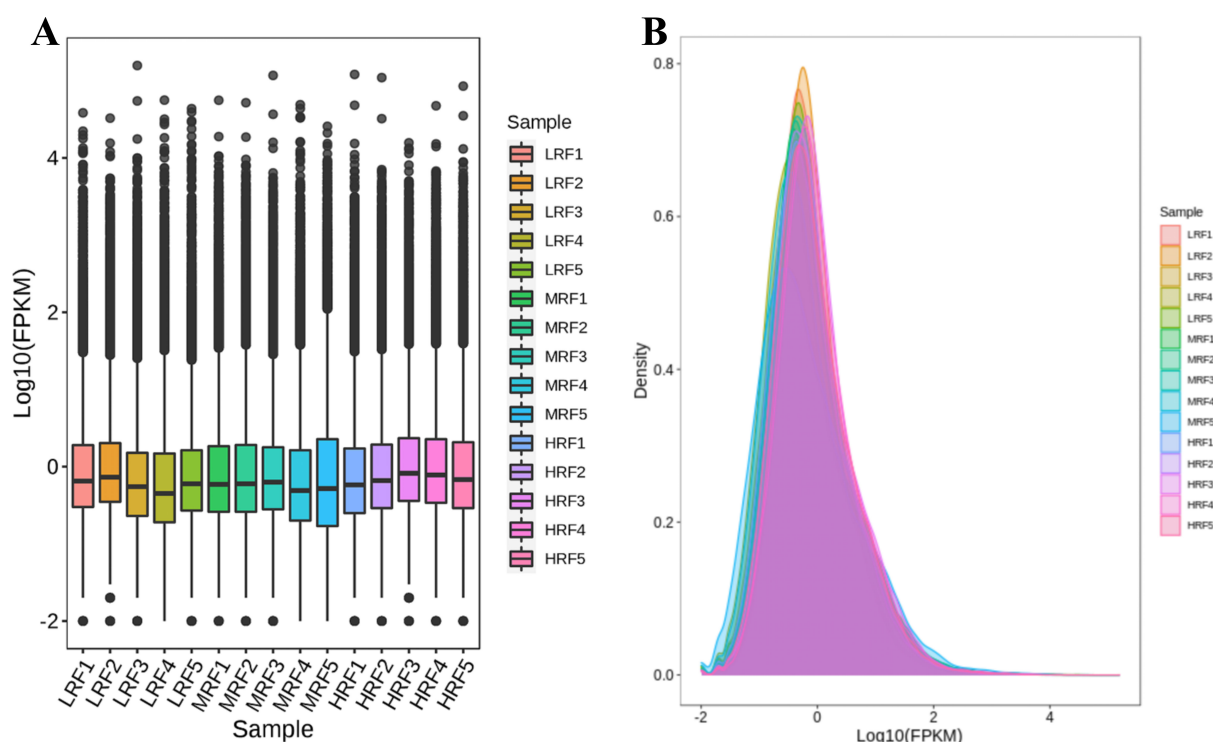 A
Log10(FPKM)
4
2
0
-2
LRF1
LRF2
LRF3
LRF4
LRF5
MRF1
MRF2
MRF3
MRF4
MRF5
HRF1
HRF2
HRF3
HRF4
HRF5
Sample
Sample
LRF1
LRF2
LRF3
LRF4
LRF5
MRF1
MRF2
MRF3
MRF4
MRF5
HRF1
HRF2
HRF3
HRF4
HRF5
B
Density
0.8
0.6
0.4
0.2
0.0
-2
0
2
4
Log10(FPKM)
Sample
LRF1
LRF2
LRF3
LRF4
LRF5
MRF1
MRF2
MRF3
MRF4
MRF5
HRF1
HRF2
HRF3
HRF4
HRF5